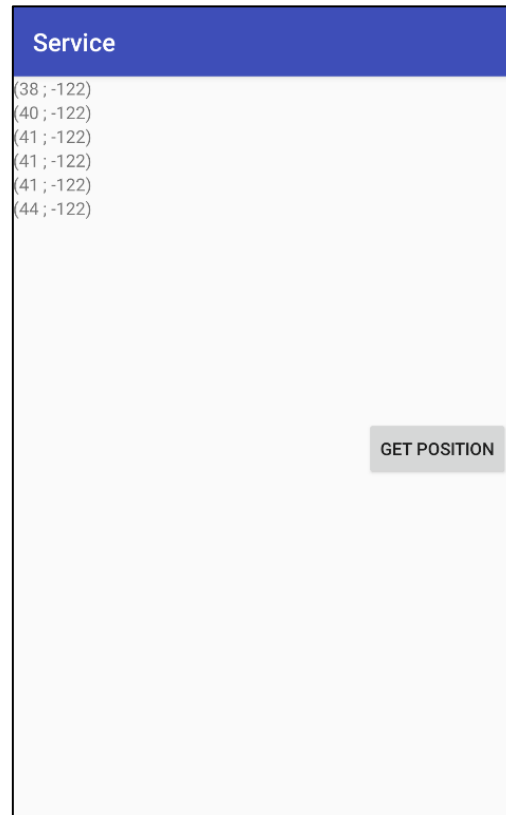 Service
(38 ; -122)
(40 ; -122)
(41 ; -122)
(41 ; -122)
(41 ; -122)
(44 ; -122)
GET POSITION